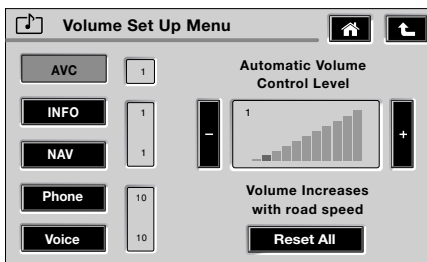 Volume Set Up Menu
AVC
1
INFO
1
NAV
1
Phone
10
Voice
10
Automatic Volume
Control Level
-
1
+
Volume Increases
with road speed
Reset All